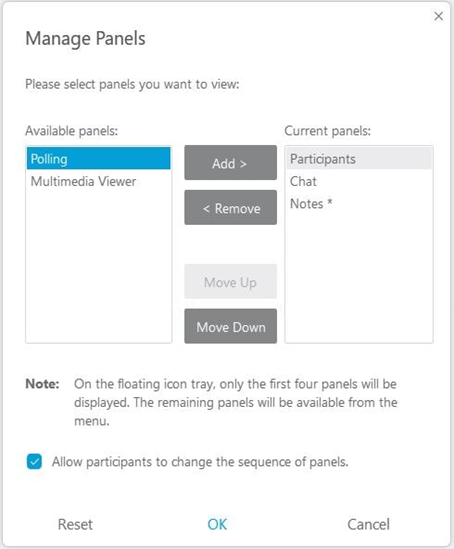 Manage Panels
Please select panels you want to view:
Available panels:
Current panels:
Polling
Multimedia Viewer
Add >
< Remove
Move Up
Move Down
Participants
Chat
Notes *
Note: On the floating icon tray, only the first four panels will be
displayed. The remaining panels will be available from the
menu.
Allow participants to change the sequence of panels.
Reset
OK
Cancel